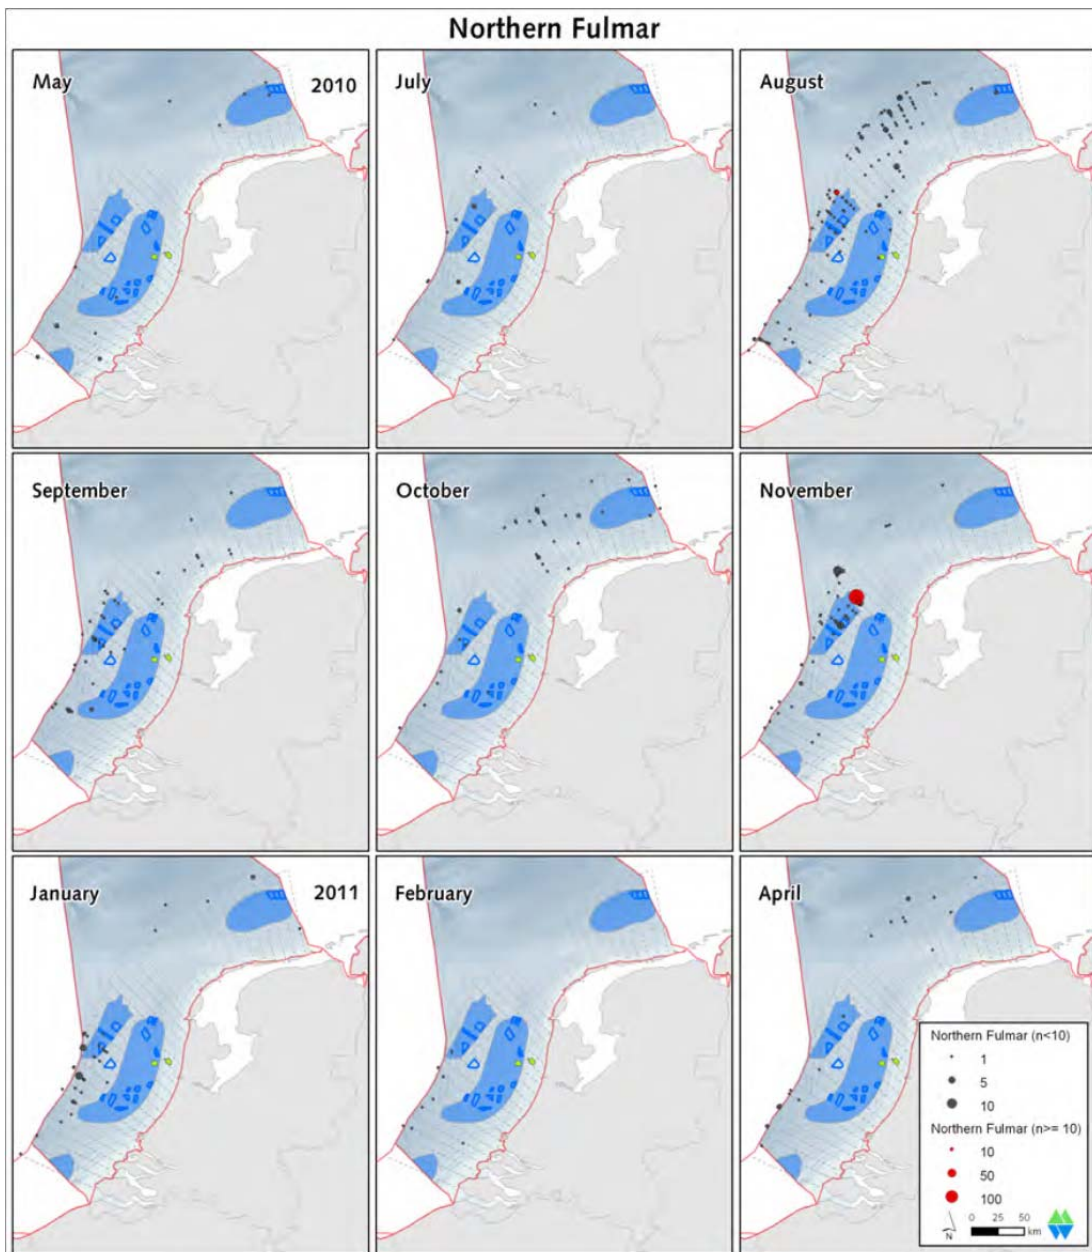 Northern Fulmar
May
2010
July
August
September
October
November
January
2011
February
April
Northern Fulmar (n<10)
1
5
10
Northern Fulmar (n>= 10)
10
50
100
N
0 25 50
km